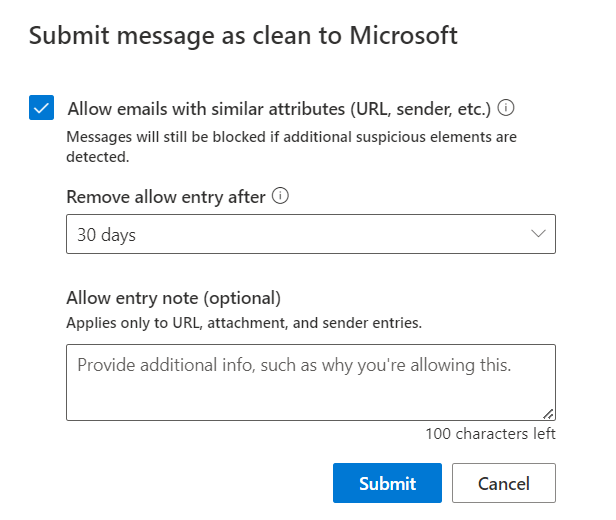 Submit message as clean to Microsoft
Allow emails with similar attributes (URL, sender, etc.)
Messages will still be blocked if additional suspicious elements are
detected.
Remove allow entry after
30 days
Allow entry note (optional)
Applies only to URL, attachment, and sender entries.
Provide additional info, such as why you're allowing this.
100 characters left
Submit Cancel